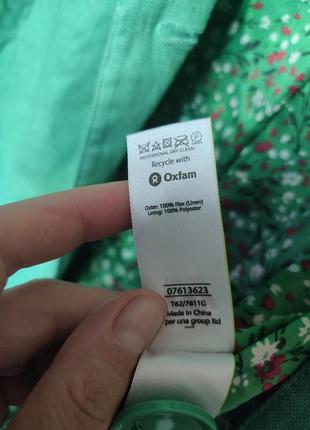 P
PROFESSIONAL DRY CLEAN
Recycle with
Oxfam
Outer: 100% Flax (Linen)
Lining: 100% Polyester
07613623
T62/7611G
Made in China
per una group ltd